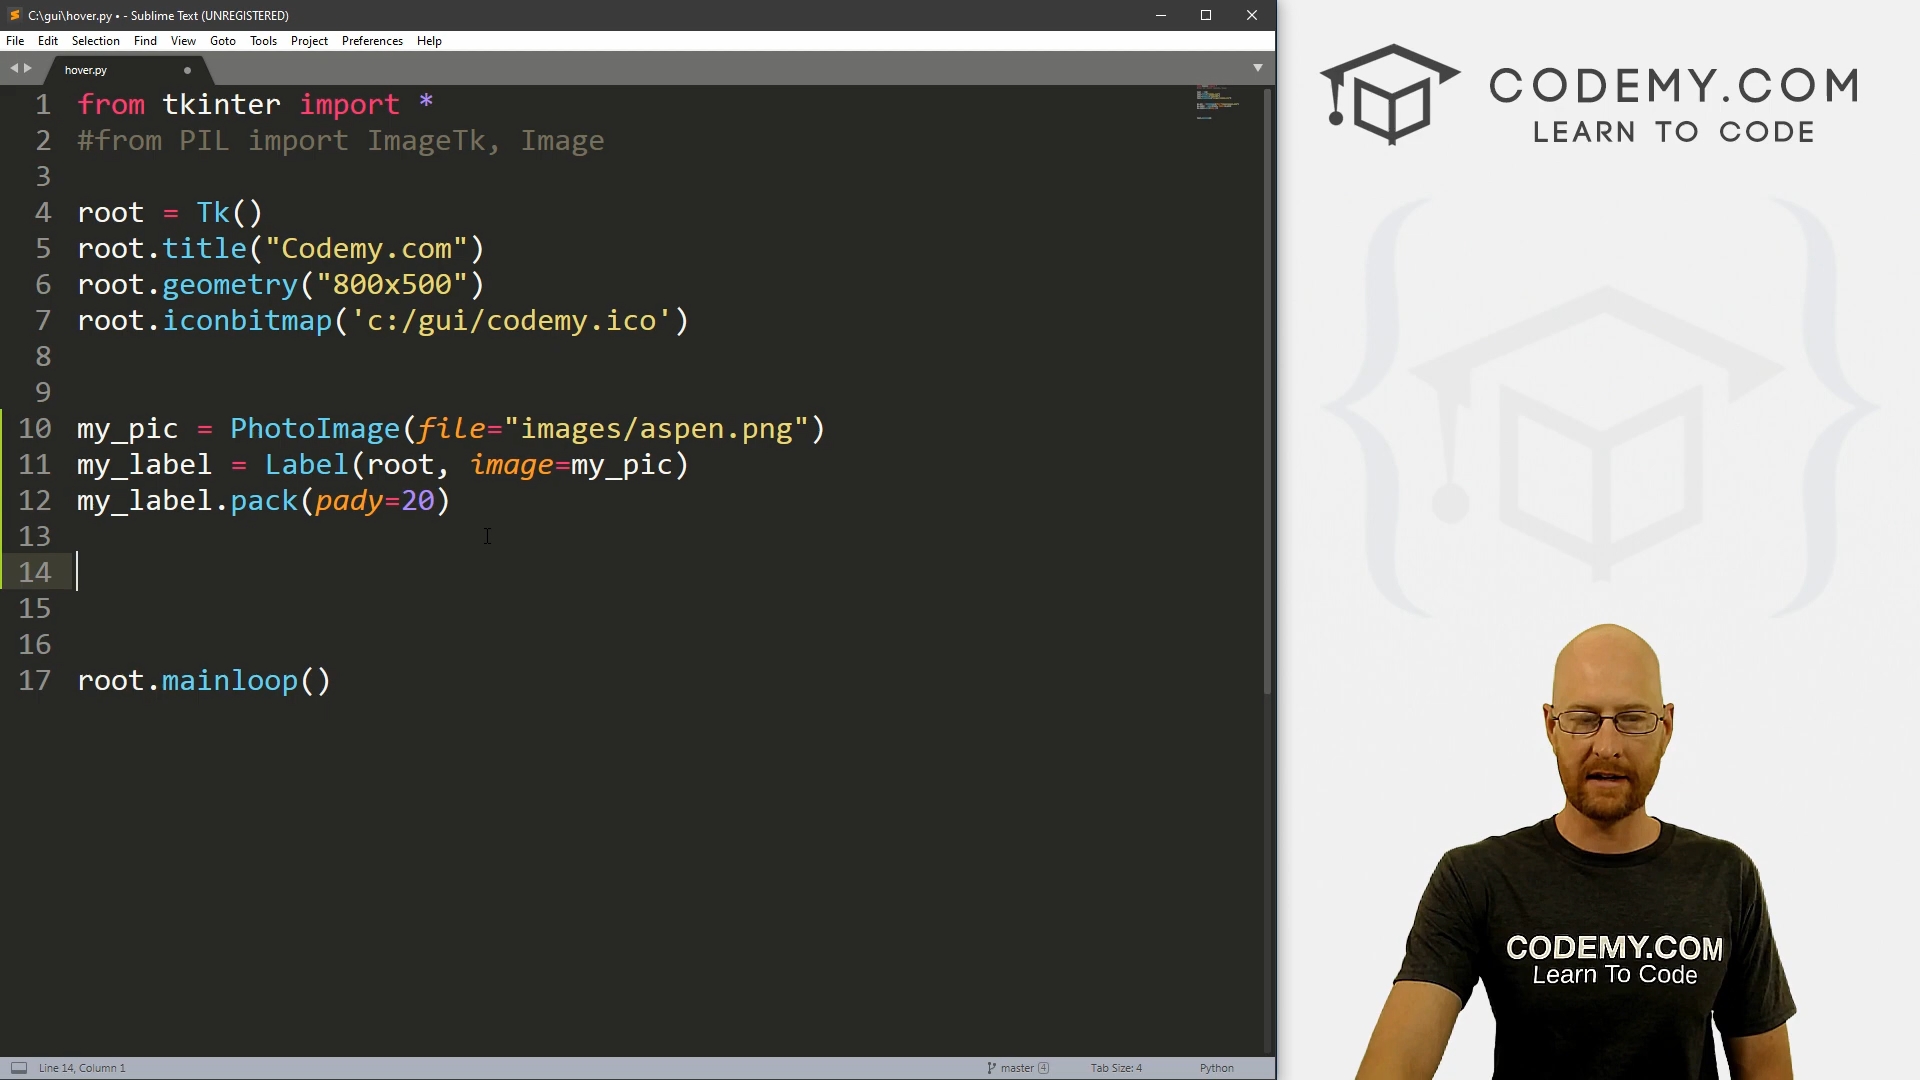 C:\gui\hover.py • - Sublime Text (UNREGISTERED)
File Edit Selection Find View Goto Tools Project Preferences Help
hover.py
1 from tkinter import *
2 #from PIL import ImageTk, Image
3
4 root = Tk()
5 root.title("Codemy.com")
6 root.geometry("800x500")
7 root.iconbitmap('c:/gui/codemy.ico')
8
9
10 my_pic = PhotoImage(file="images/aspen.png")
11 my_label = Label(root, image=my_pic)
12 my_label.pack(pady=20)
13
14
15
16
17 root.mainloop()
Line 14, Column 1 master 4 Tab Size: 4 Python
CODEMY.COM
LEARN TO CODE
CODEMY.COM
Learn To Code